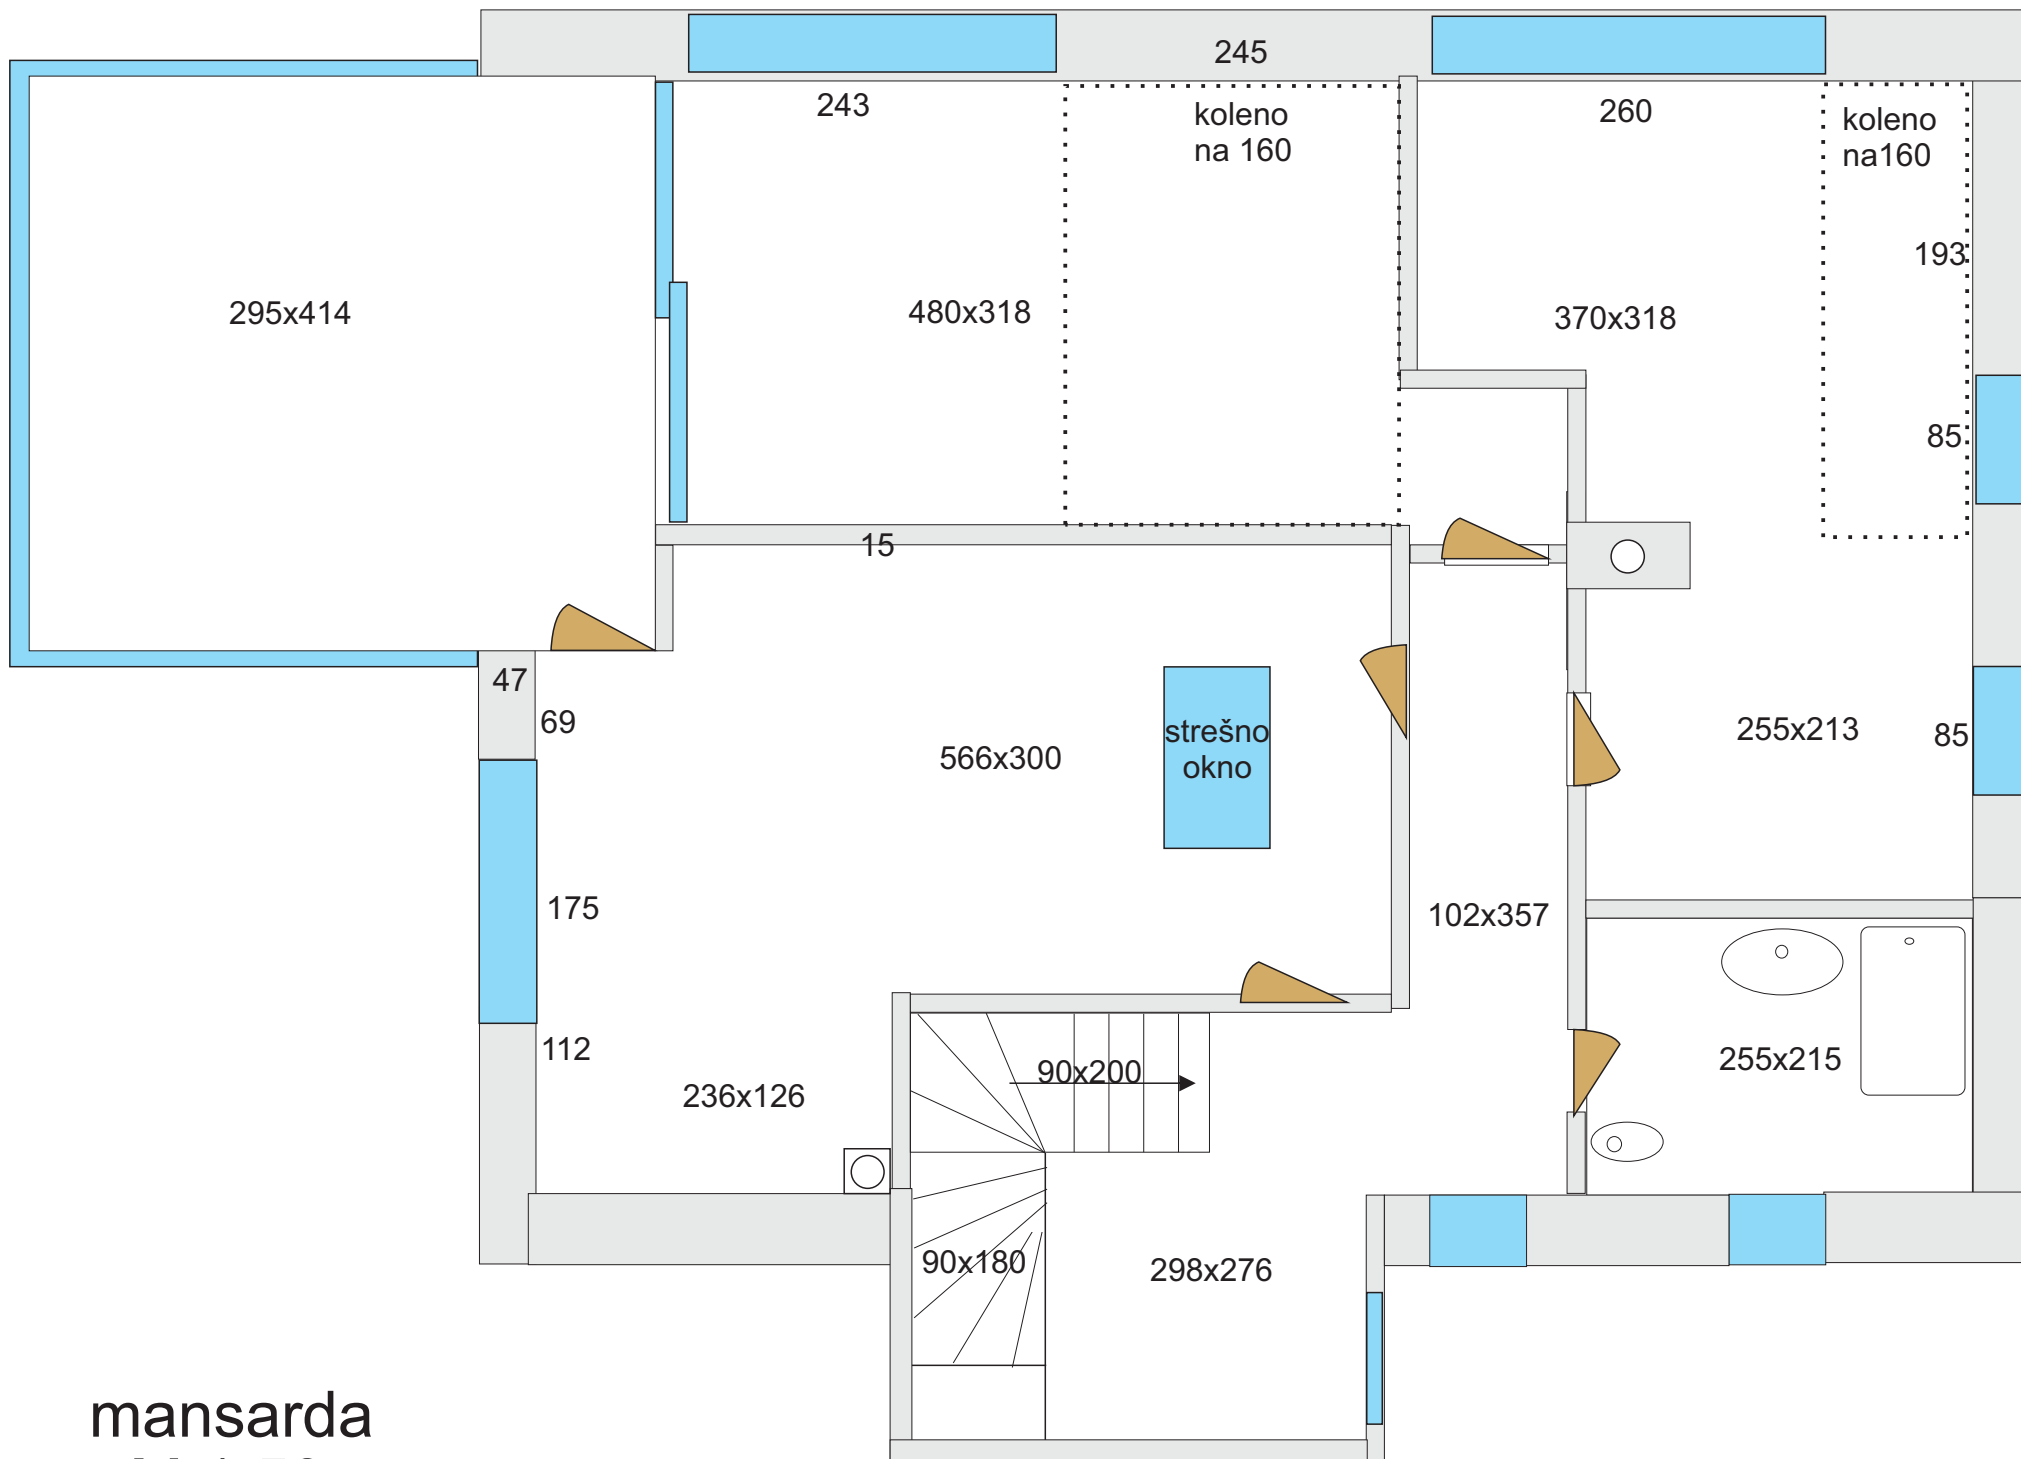 245
243
koleno
na 160
260
koleno
na160
193
295x414
480x318
370x318
85
15
47
69
566x300
strešno
okno
255x213
85
175
102x357
112
236x126
90x200
255x215
90x180
298x276
mansarda